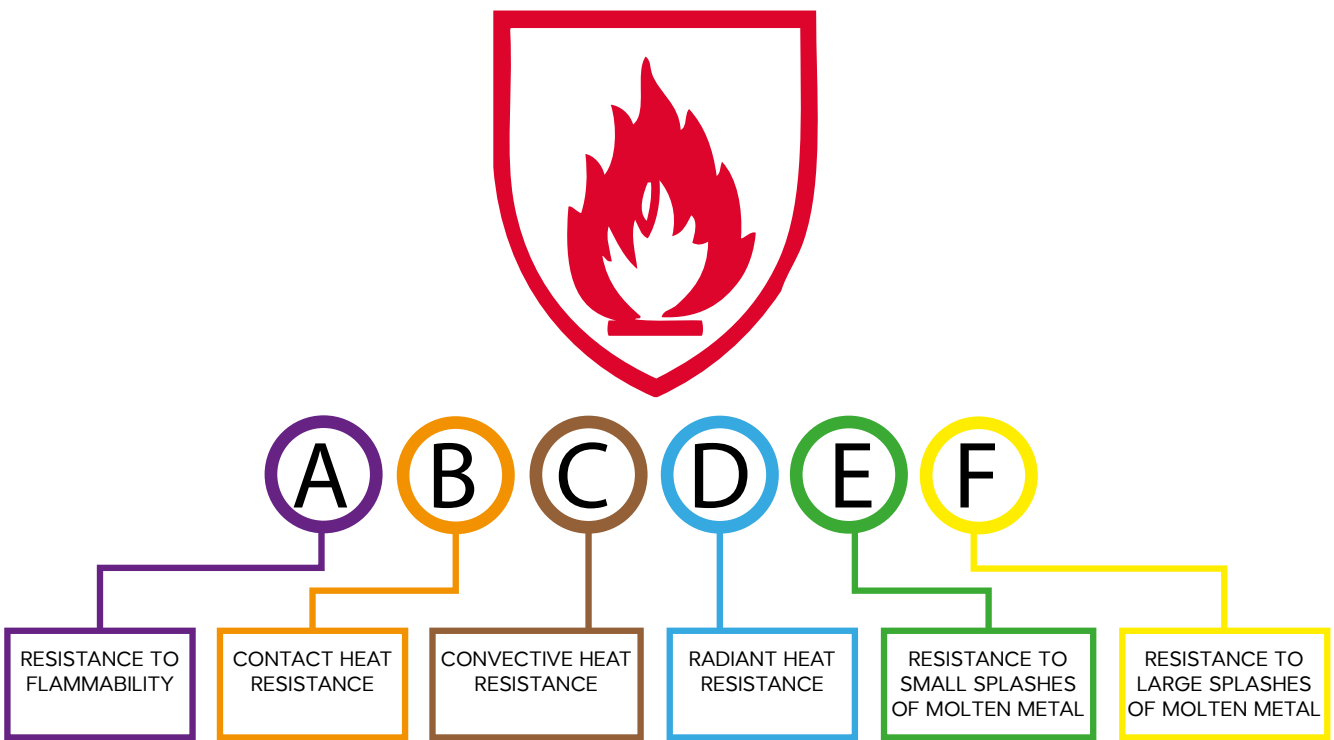 A B C D E F
RESISTANCE TO
FLAMMABILITY
CONTACT HEAT
RESISTANCE
CONVECTIVE HEAT
RESISTANCE
RADIANT HEAT
RESISTANCE
RESISTANCE TO
SMALL SPLASHES
OF MOLTEN METAL
RESISTANCE TO
LARGE SPLASHES
OF MOLTEN METAL